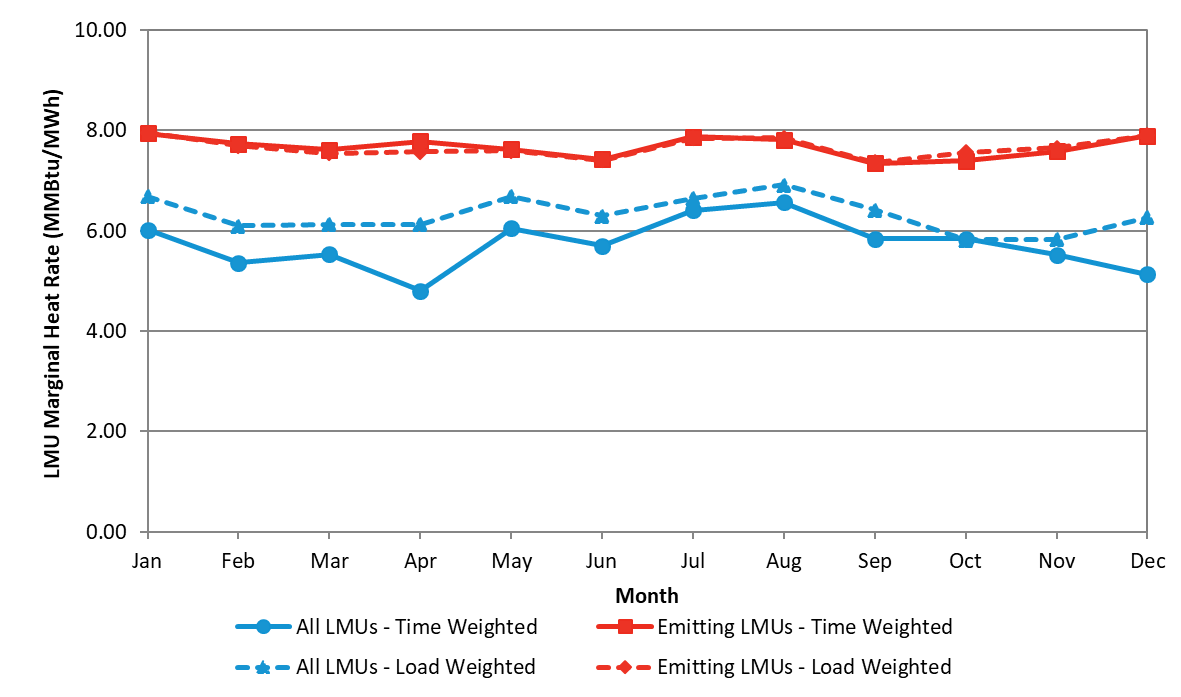 10.00
8.00
6.00
4.00
2.00
0.00
LMU Marginal Heat Rate (MMBtu/MWh)
Jan Feb Mar Apr May Jun Jul Aug Sep Oct Nov Dec
Month
All LMUs - Time Weighted Emitting LMUs - Time Weighted
All LMUs - Load Weighted Emitting LMUs - Load Weighted